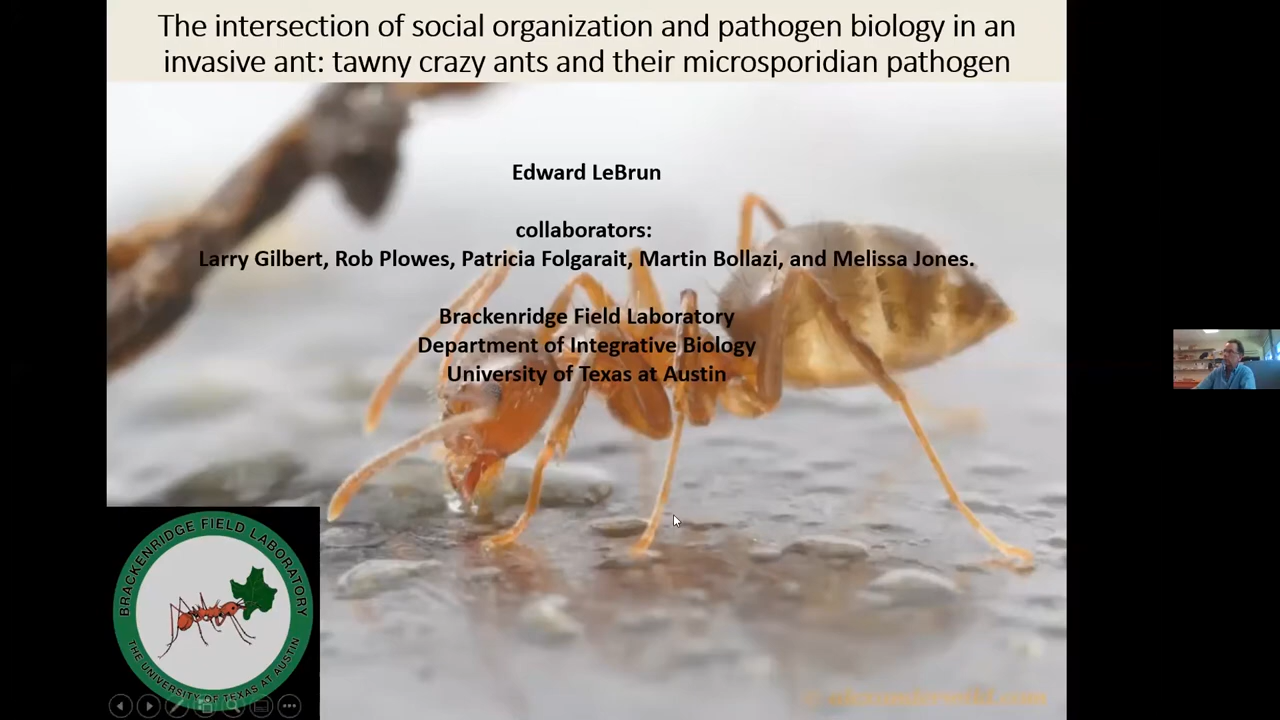 The intersection of social organization and pathogen biology in an
invasive ant: tawny crazy ants and their microsporidian pathogen
Edward LeBrun
collaborators:
Larry Gilbert, Rob Plowes, Patricia Folgarait, Martin Bollazi, and Melissa Jones.
Brackenridge Field Laboratory
Department of Integrative Biology
University of Texas at Austin
BRACKENRIDGE FIELD LABORATORY
THE UNIVERSITY OF TEXAS AT AUSTIN